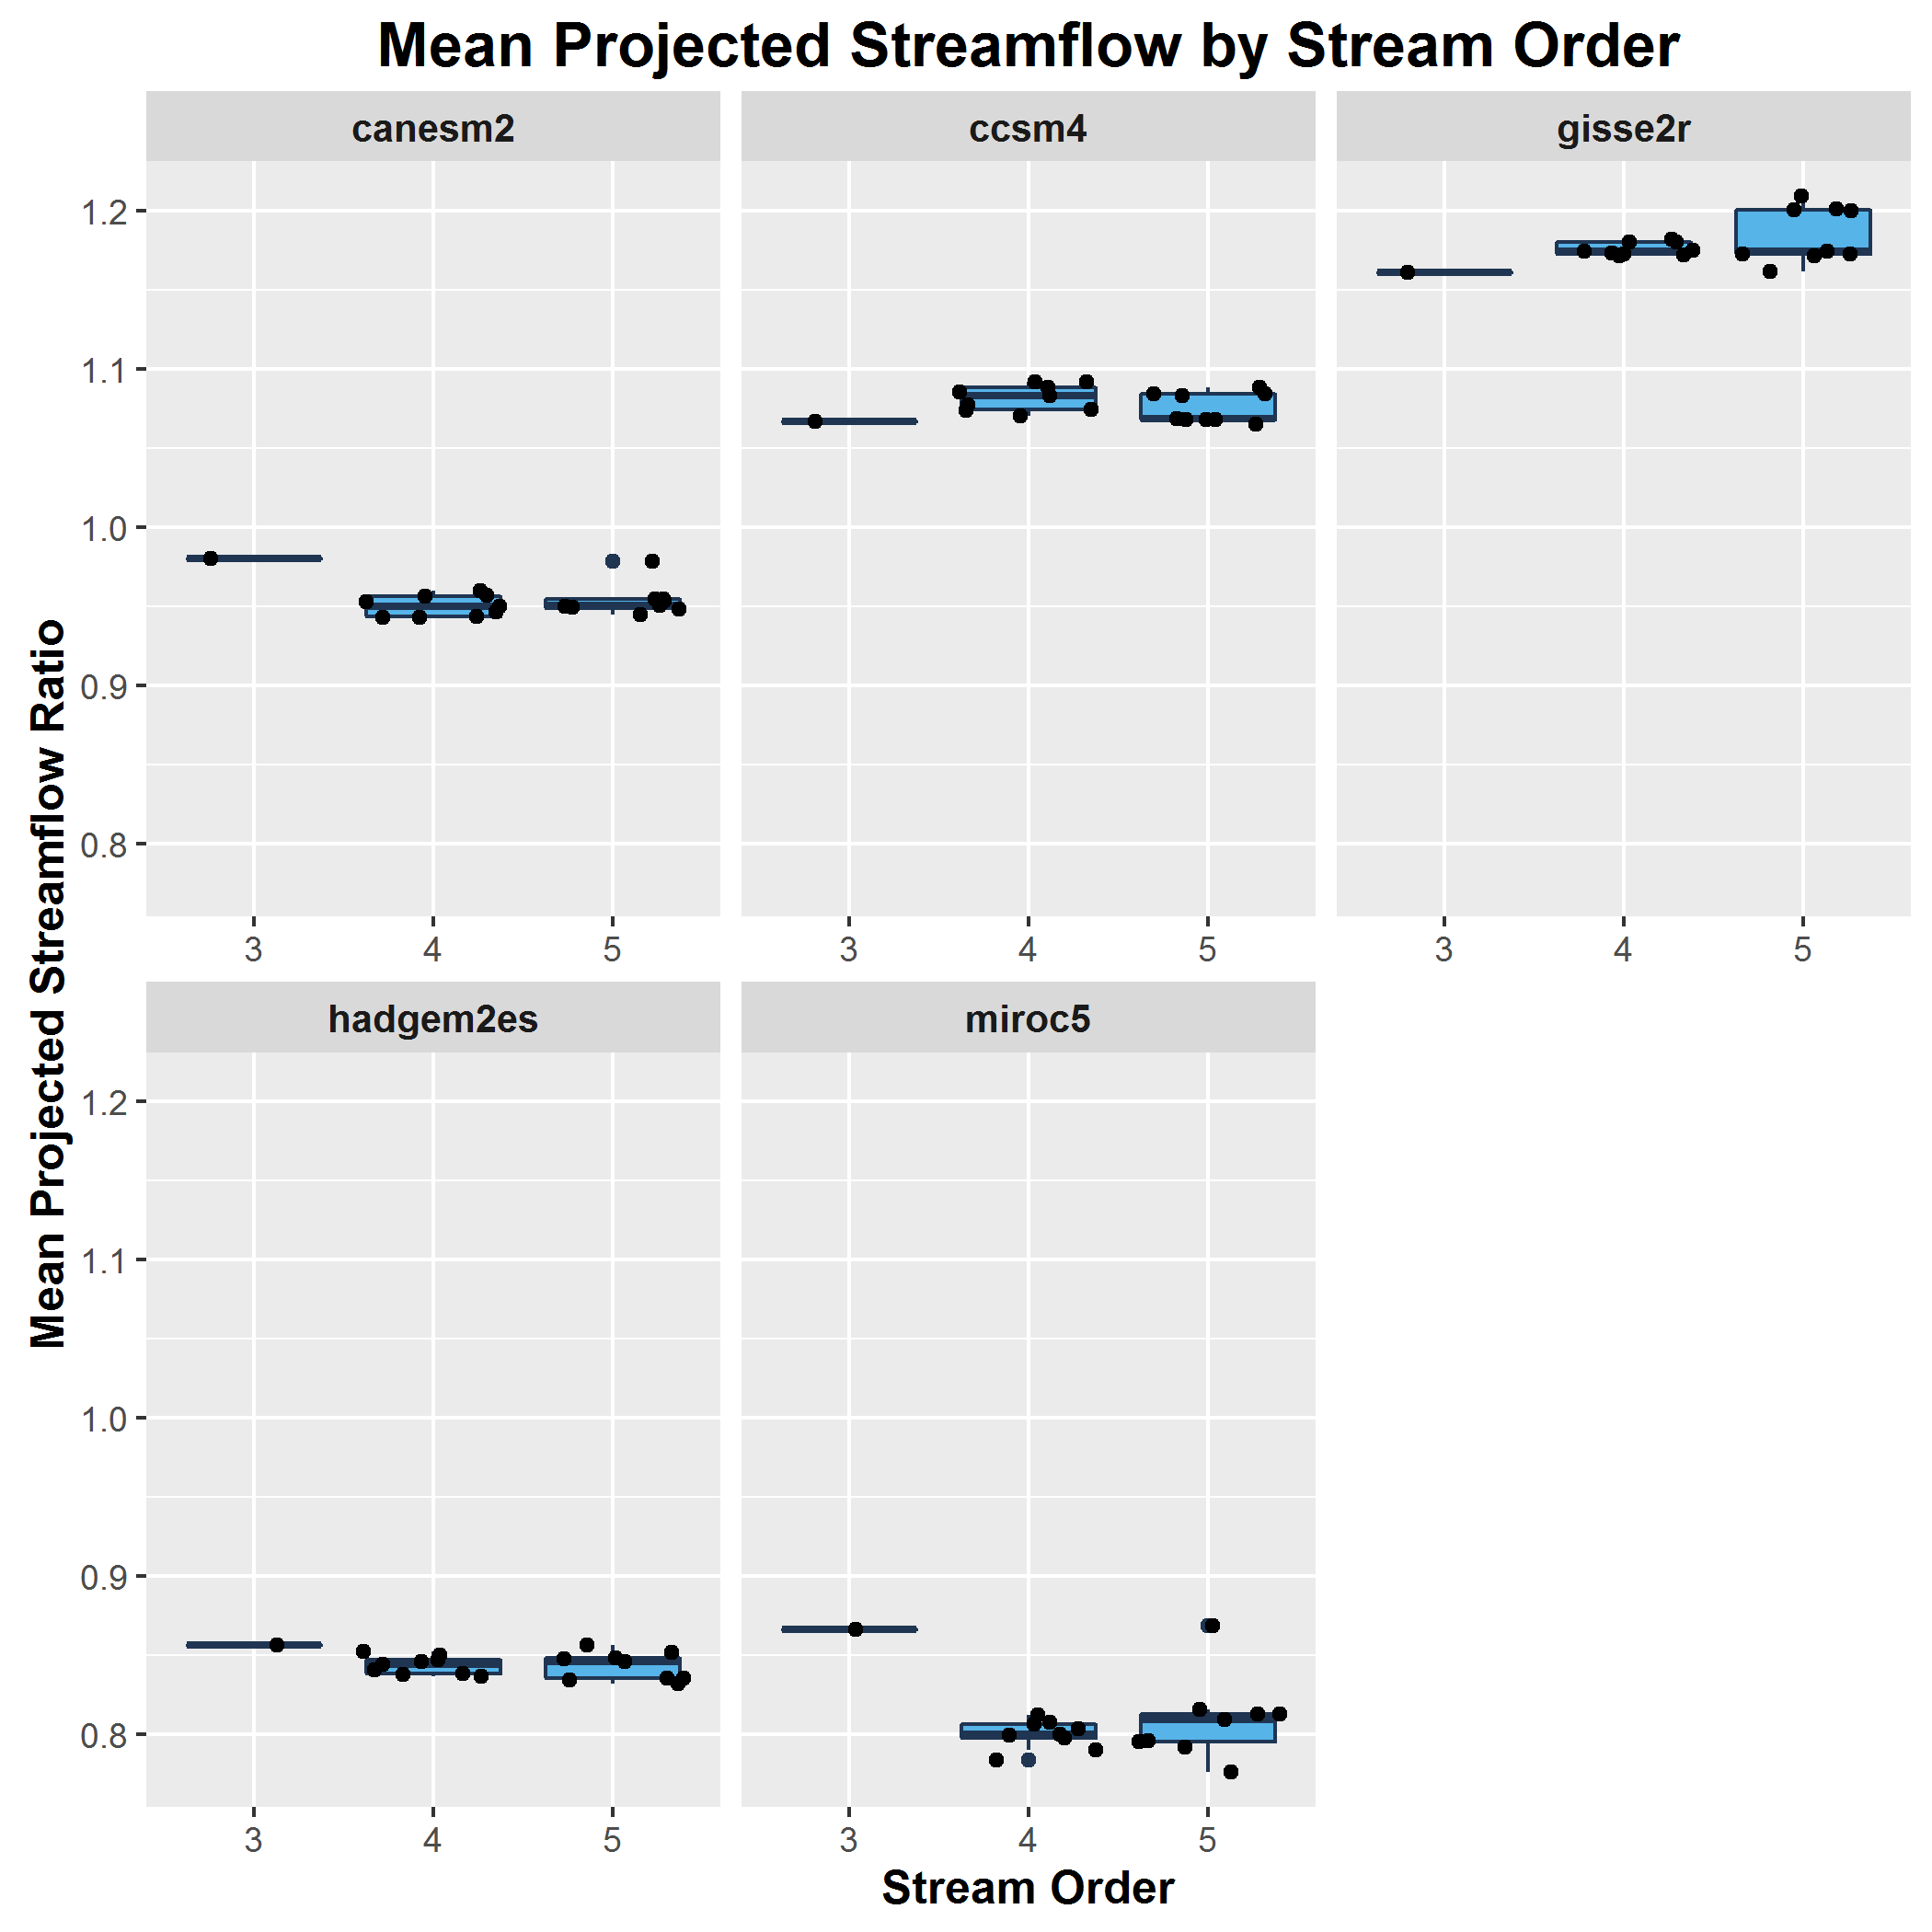 Mean Projected Streamflow by Stream Order
canesm2
ccsm4
gisse2r
1.2
1.1
1.0
0.9
0.8
3 4 5
3 4 5
3 4 5
Mean Projected Streamflow Ratio
hadgem2es
miroc5
1.2
1.1
1.0
0.9
0.8
3 4 5
3 4 5
Stream Order